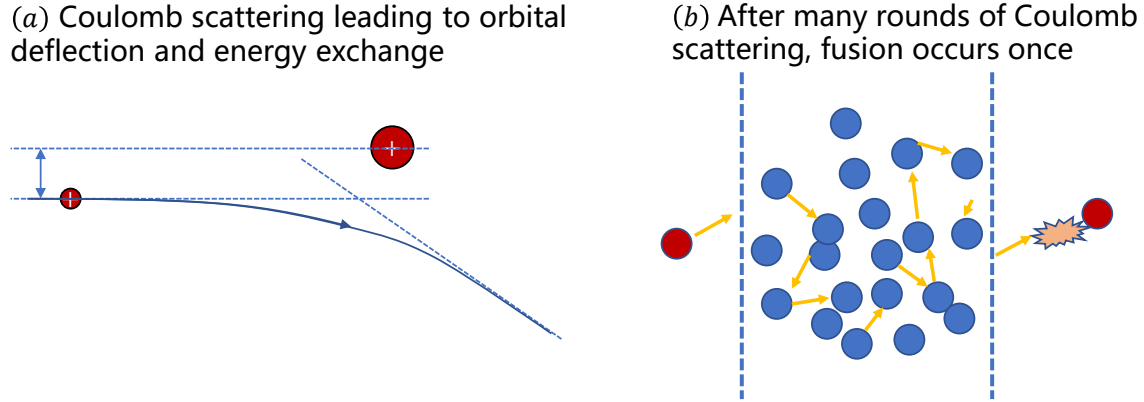 (a) Coulomb scattering leading to orbital
deflection and energy exchange
(b) After many rounds of Coulomb
scattering, fusion occurs once
+
+